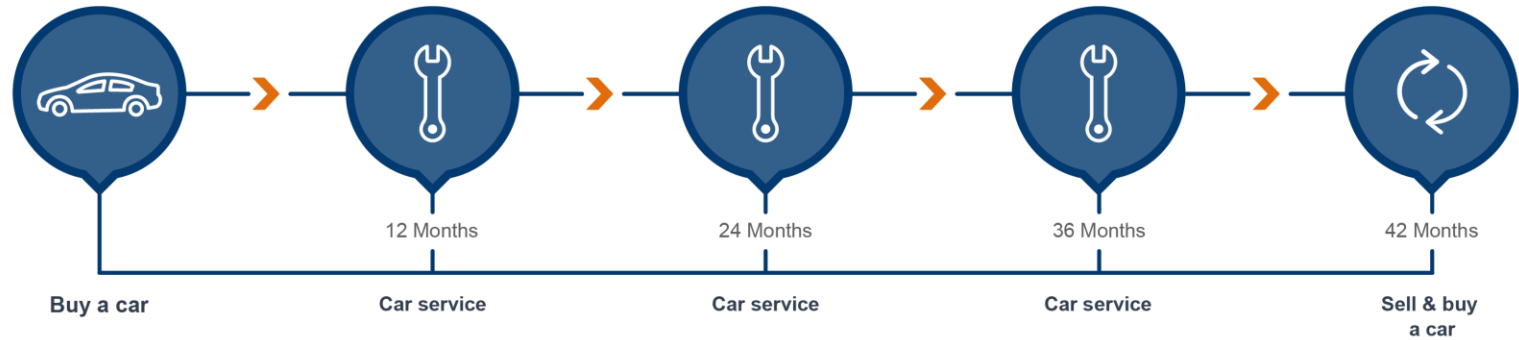 12 Months
24 Months
36 Months
42 Months
Buy a car
Car service
Car service
Car service
Sell & buy
a car